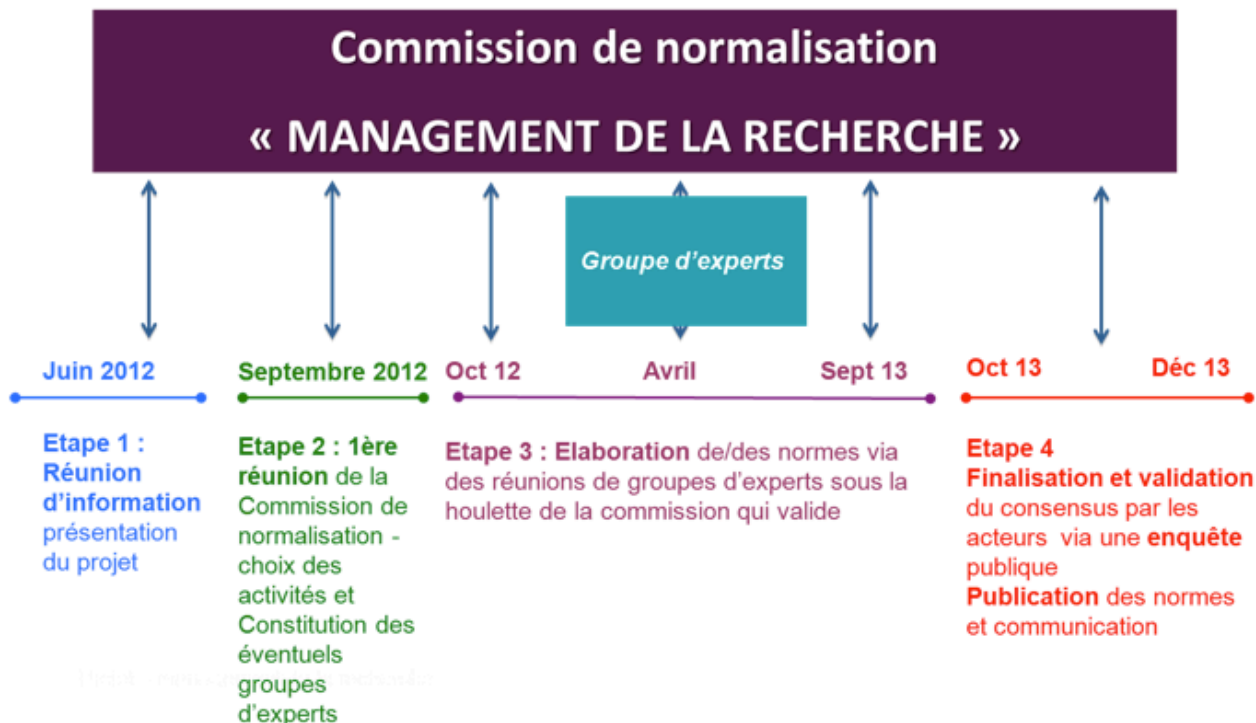 Commission de normalisation
« MANAGEMENT DE LA RECHERCHE »
Groupe d'experts
Juin 2012
Septembre 2012
Oct 12
Avril
Sept 13
Oct 13
Déc 13
Etape 1 :
Réunion
d'information
présentation
du projet
Etape 2 : 1ère
réunion de la
Commission de
normalisation -
choix des
activités et
Constitution des
éventuels
groupes
d'experts
Etape 3 : Elaboration de/des normes via
des réunions de groupes d'experts sous la
houlette de la commission qui valide
Etape 4
Finalisation et validation
du consensus par les
acteurs via une enquête
publique
Publication des normes
et communication